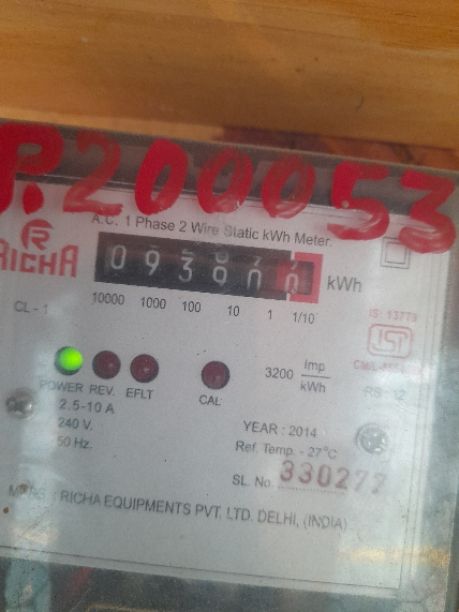 P.200053
A.C. 1 Phase 2 Wire Static kWh Meter.
RICHA
kWh
10000 1000 100 10 1 1/10
CL - 1
IS: 13779
POWER REV. EFLT CAL
3200 imp/kWh
2.5-10 A
240 V.
50 Hz.
YEAR : 2014
Ref. Temp. - 27°C
SL. No. 330277
RICHA EQUIPMENTS PVT. LTD. DELHI, (INDIA)